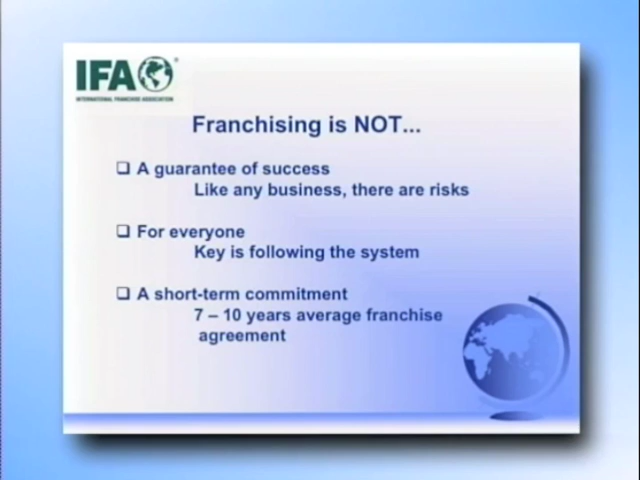 IFA
INTERNATIONAL FRANCHISE ASSOCIATION
Franchising is NOT...
❑ A guarantee of success
Like any business, there are risks
❑ For everyone
Key is following the system
❑ A short-term commitment
7 – 10 years average franchise
agreement